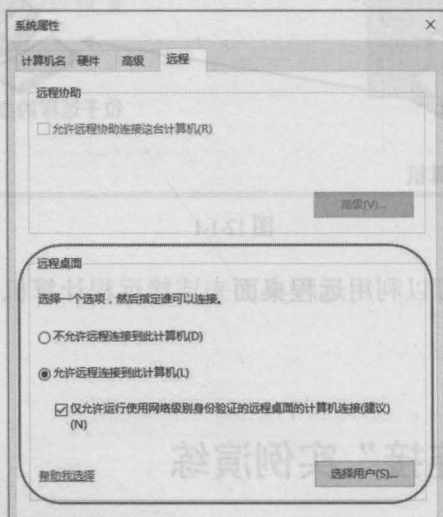 系统属性
计算机名 硬件 高级 远程
远程协助
允许远程协助连接这台计算机(R)
高级(V)...
远程桌面
选择一个选项，然后指定谁可以连接。
不允许远程连接到此计算机(D)
允许远程连接到此计算机(L)
仅允许运行使用网络级别身份验证的远程桌面的计算机连接(建议)
(N)
帮助我选择
选择用户(S)...